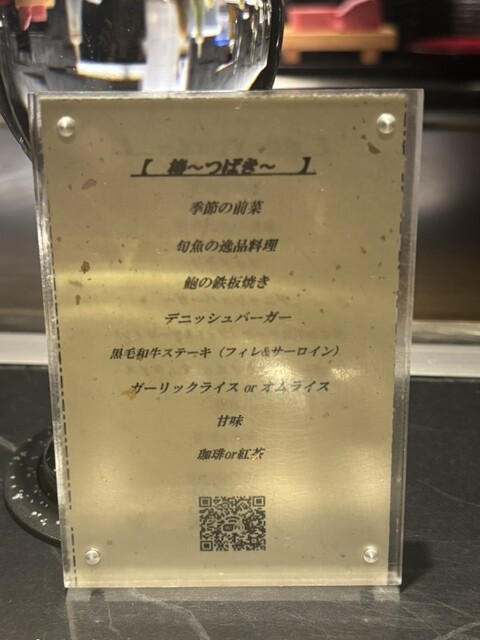 【 椿～つばき～ 】
季節の前菜
旬魚の逸品料理
鮑の鉄板焼き
デニッシュバーガー
黒毛和牛ステーキ（フィレ&サーロイン）
ガーリックライス or オムライス
甘味
珈琲or紅茶